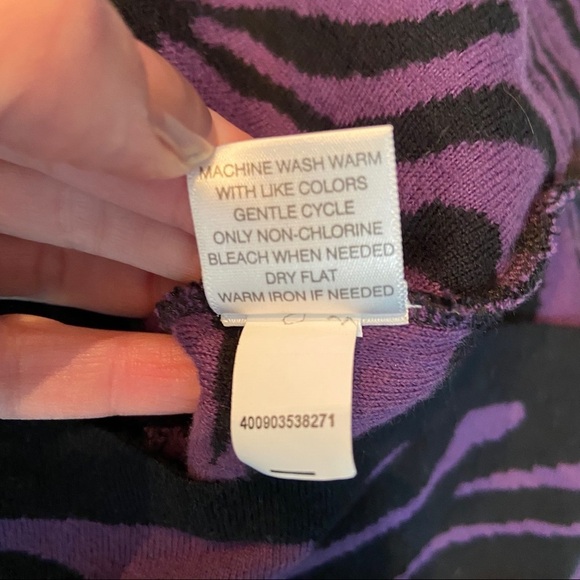 MACHINE WASH WARM
WITH LIKE COLORS
GENTLE CYCLE
ONLY NON-CHLORINE
BLEACH WHEN NEEDED
DRY FLAT
WARM IRON IF NEEDED
400903538271